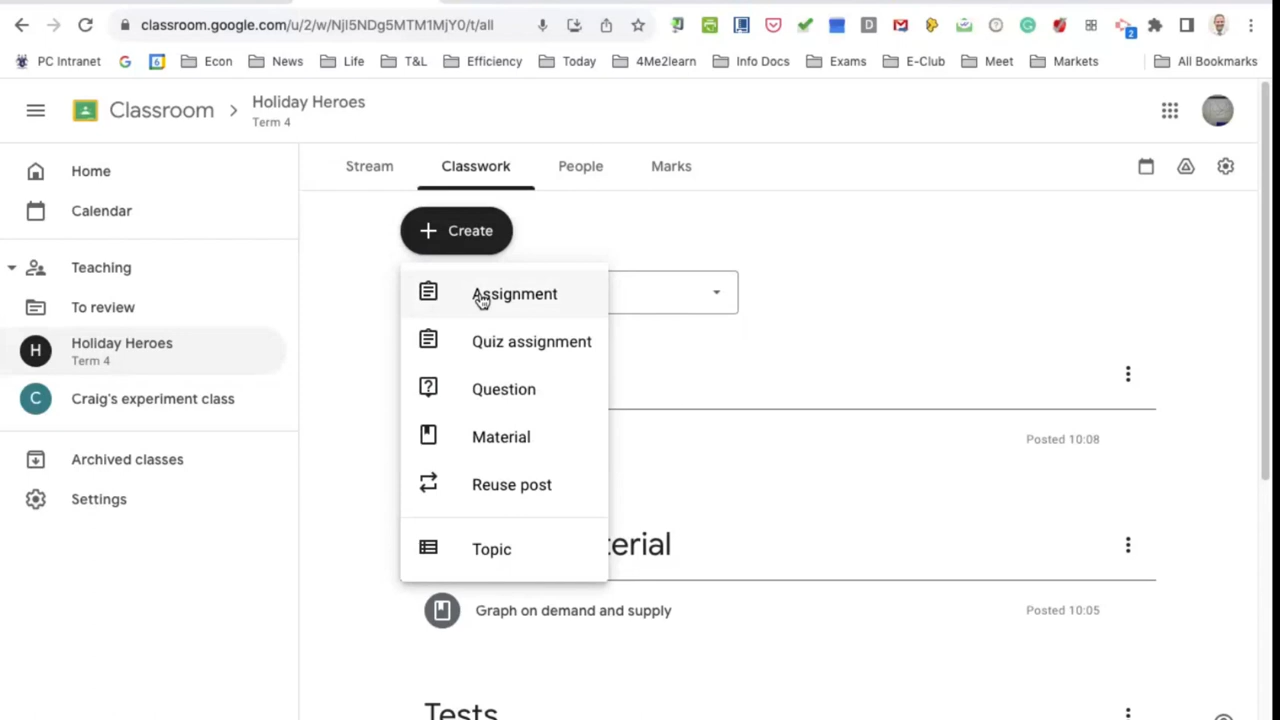 classroom.google.com/u/2/w/NjI5NDg5MTM1MjY0/t/all
2
PC Intranet
6
Econ
News
Life
T&L
Efficiency
Today
4Me2learn
Info Docs
Exams
E-Club
Meet
Markets
All Bookmarks
Classroom
Holiday Heroes
Term 4
Home
Calendar
Teaching
To review
H
Holiday Heroes
Term 4
C
Craig's experiment class
Archived classes
Settings
Stream
Classwork
People
Marks
+ Create
Assignment
Quiz assignment
Question
Material
Reuse post
Topic
Posted 10:08
terial
Graph on demand and supply
Posted 10:05
Tests